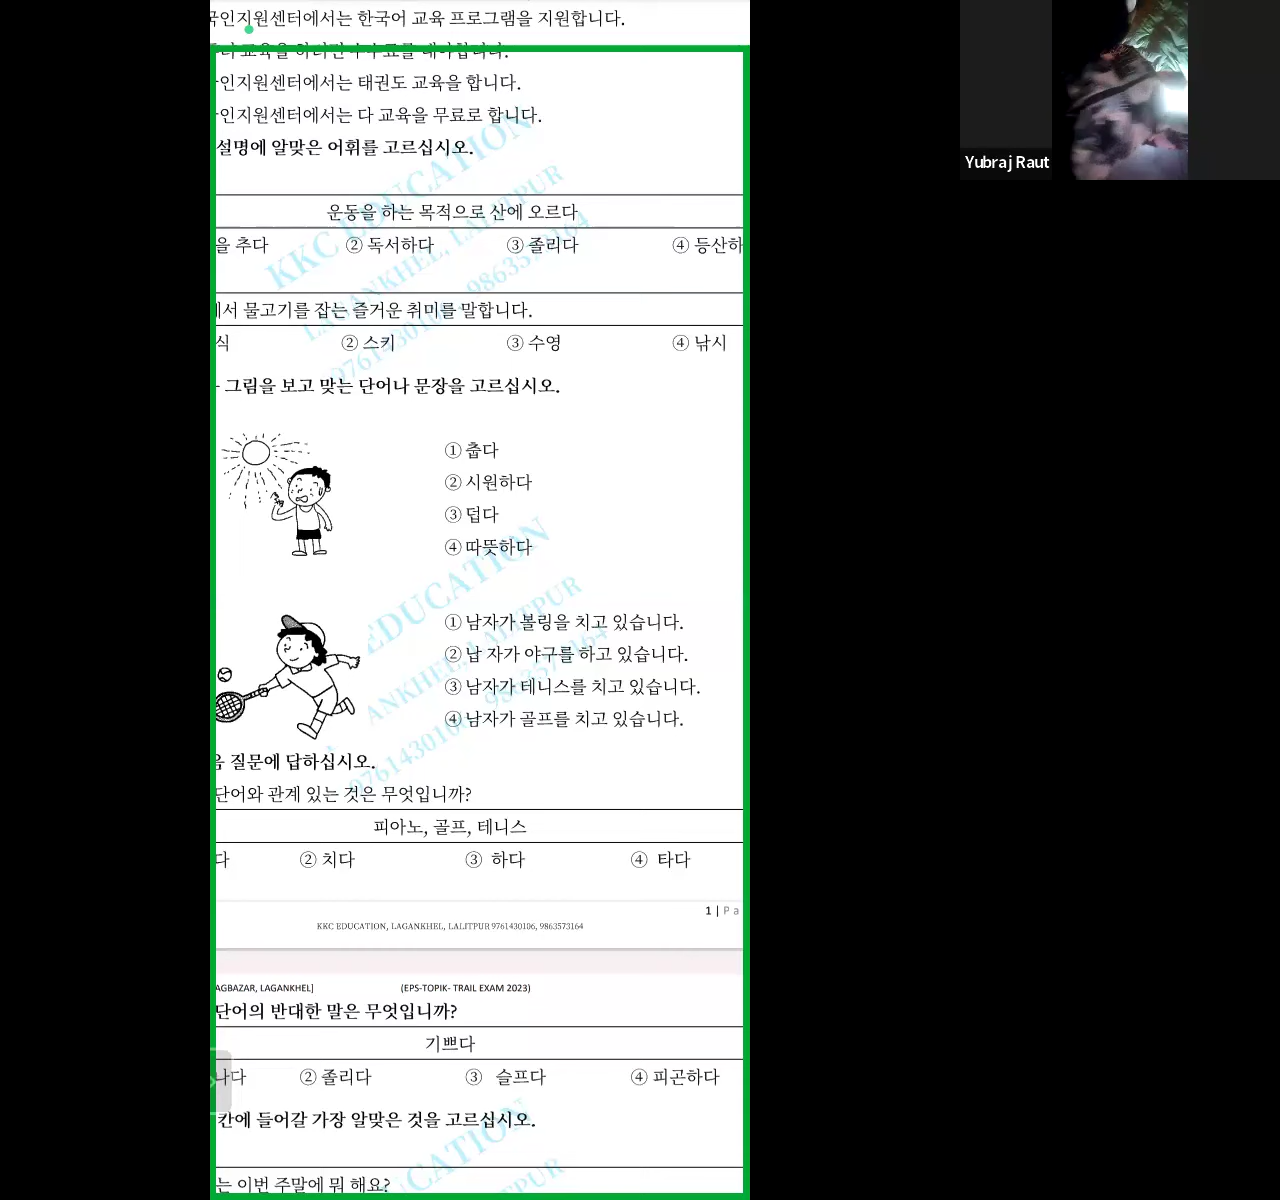 국인지원센터에서는 한국어 교육 프로그램을 지원합니다.
인지원센터에서는 태권도 교육을 합니다.
인지원센터에서는 다 교육을 무료로 합니다.
설명에 알맞은 어휘를 고르십시오.
운동을 하는 목적으로 산에 오르다
을 추다 ② 독서하다 ③ 졸리다 ④ 등산하
에서 물고기를 잡는 즐거운 취미를 말합니다.
식 ② 스키 ③ 수영 ④ 낚시
그림을 보고 맞는 단어나 문장을 고르십시오.
① 춥다
② 시원하다
③ 덥다
④ 따뜻하다
① 남자가 볼링을 치고 있습니다.
② 납 자가 야구를 하고 있습니다.
③ 남자가 테니스를 치고 있습니다.
④ 남자가 골프를 치고 있습니다.
음 질문에 답하십시오.
단어와 관계 있는 것은 무엇입니까?
피아노, 골프, 테니스
다 ② 치다 ③ 하다 ④ 타다
1 | P a
KKC EDUCATION, LAGANKHEL, LALITPUR 9761430106, 9863573164
AGBAZAR, LAGANKHEL] (EPS-TOPIK- TRAIL EXAM 2023)
단어의 반대한 말은 무엇입니까?
기쁘다
나다 ② 졸리다 ③ 슬프다 ④ 피곤하다
칸에 들어갈 가장 알맞은 것을 고르십시오.
는 이번 주말에 뭐 해요?
KKC EDUCATION
LAGANKHEL, LALITPUR
9761430106, 9863573164
Yubraj Raut